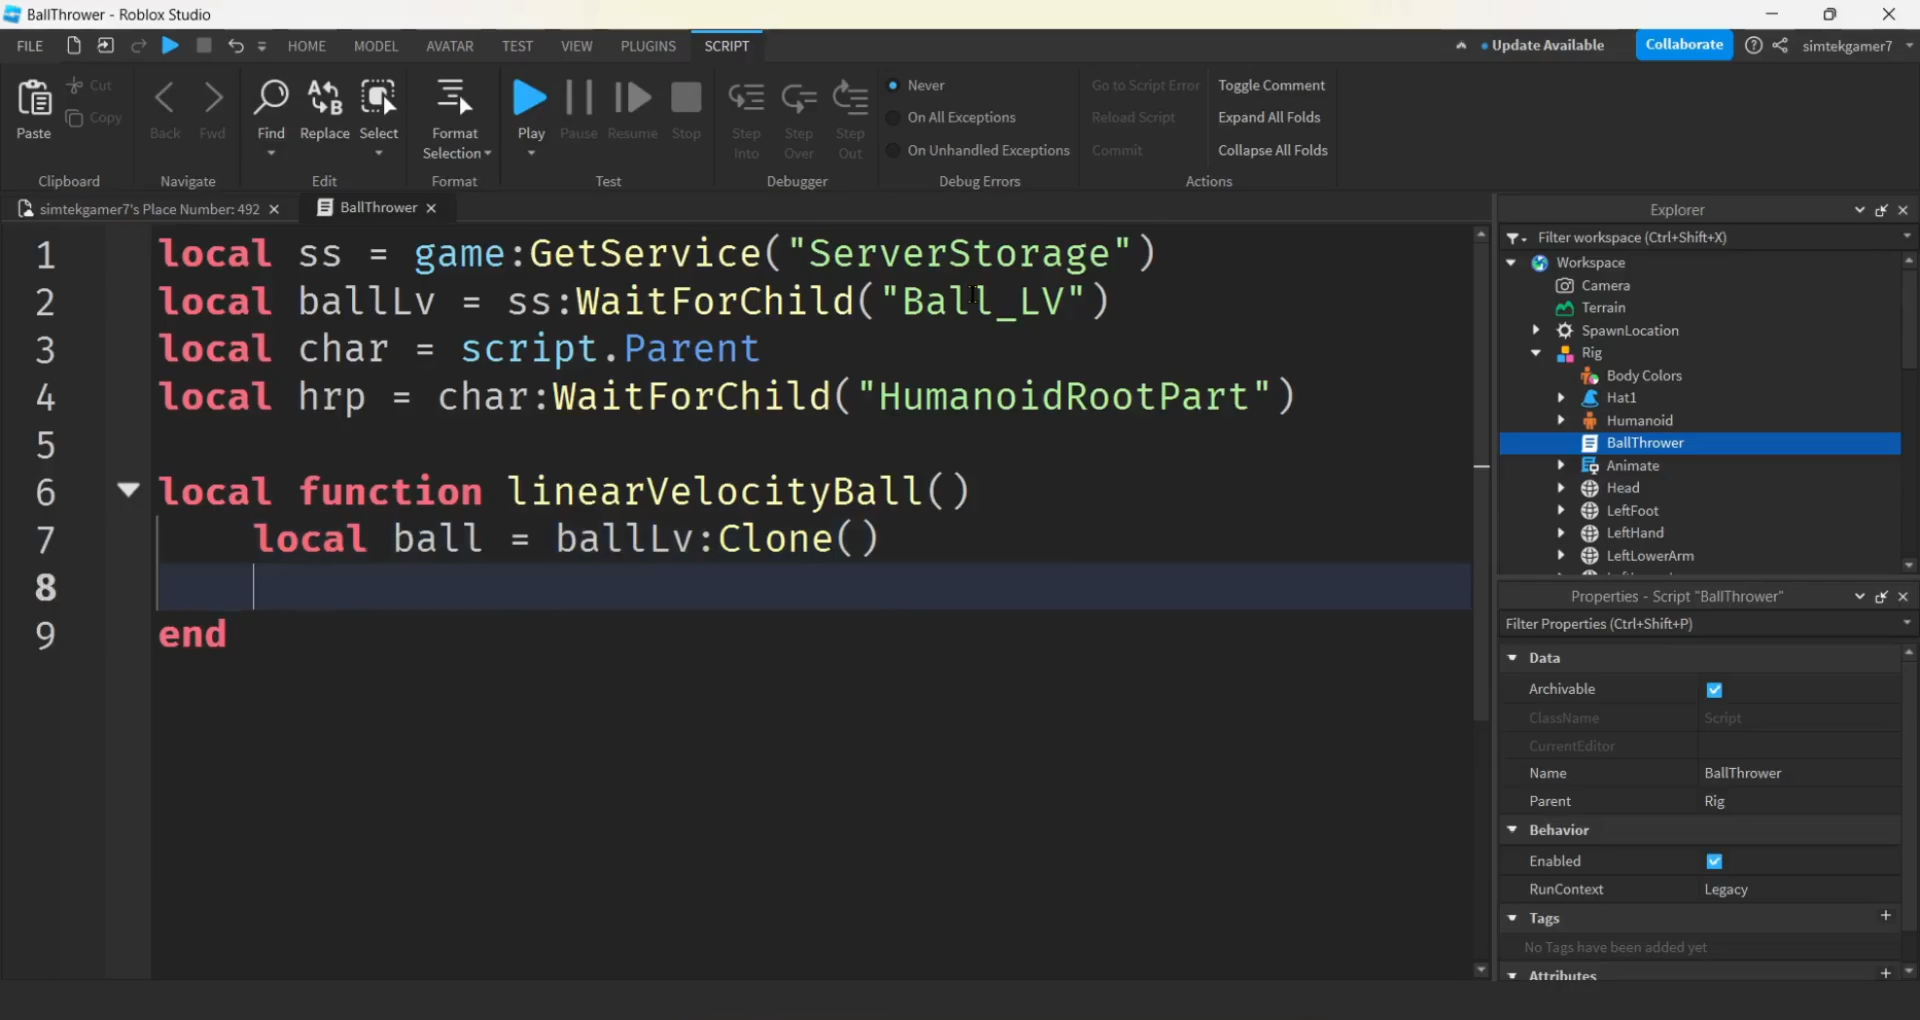 BallThrower - Roblox Studio
FILE HOME MODEL AVATAR TEST VIEW PLUGINS SCRIPT Update Available Collaborate simtekgamer7
Paste Cut Copy Back Fwd Find Replace Select Format Selection Play Pause Resume Stop Step Into Step Over Step Out
Never
On All Exceptions
On Unhandled Exceptions
Go to Script Error
Reload Script
Commit
Toggle Comment
Expand All Folds
Collapse All Folds
Clipboard Navigate Edit Format Test Debugger Debug Errors Actions
simtekgamer7's Place Number: 492 BallThrower
1 local ss = game:GetService("ServerStorage")
2 local ballLv = ss:WaitForChild("Ball_LV")
3 local char = script.Parent
4 local hrp = char:WaitForChild("HumanoidRootPart")
5
6 local function linearVelocityBall()
7 local ball = ballLv:Clone()
8
9 end
Explorer
Filter workspace (Ctrl+Shift+X)
Workspace
Camera
Terrain
SpawnLocation
Rig
Body Colors
Hat1
Humanoid
BallThrower
Animate
Head
LeftFoot
LeftHand
LeftLowerArm
Properties - Script "BallThrower"
Filter Properties (Ctrl+Shift+P)
Data
Archivable
ClassName Script
CurrentEditor
Name BallThrower
Parent Rig
Behavior
Enabled
RunContext Legacy
Tags +
No Tags have been added yet
Attributes +